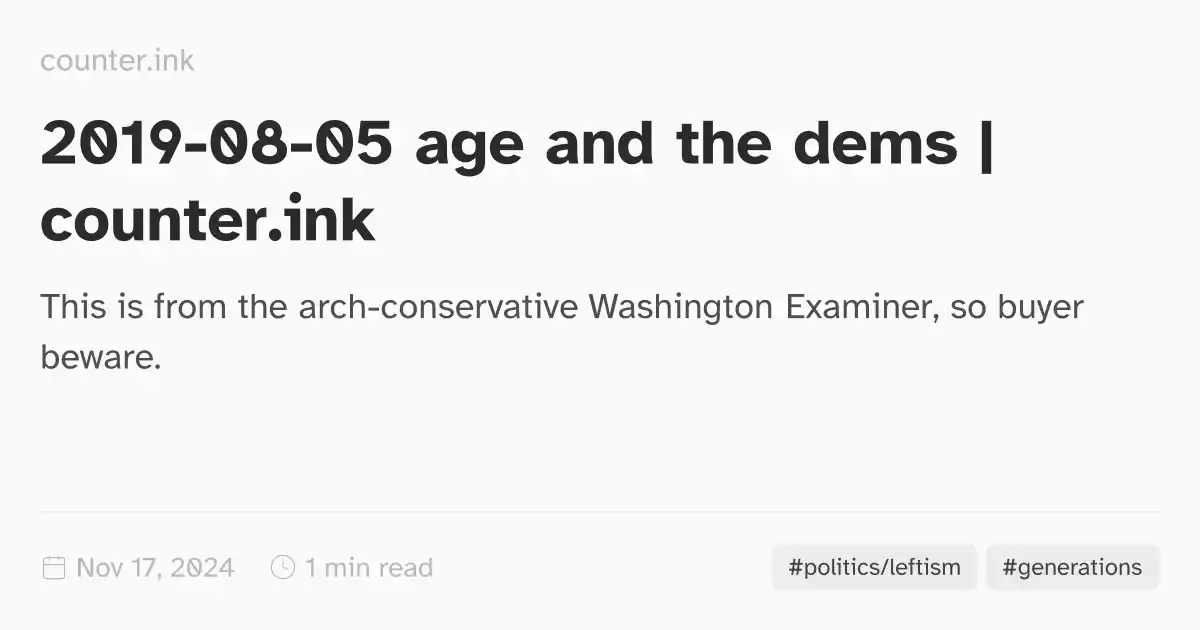 counter.ink
2019-08-05 age and the dems |
counter.ink
This is from the arch-conservative Washington Examiner, so buyer
beware.
Nov 17, 2024 1 min read #politics/leftism #generations